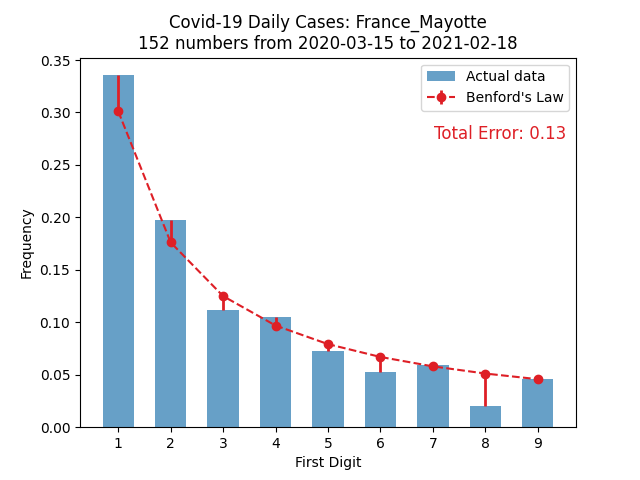 Covid-19 Daily Cases: France_Mayotte
152 numbers from 2020-03-15 to 2021-02-18
Actual data
Benford's Law
Total Error: 0.13
Frequency
0.35
0.30
0.25
0.20
0.15
0.10
0.05
0.00
1 2 3 4 5 6 7 8 9
First Digit